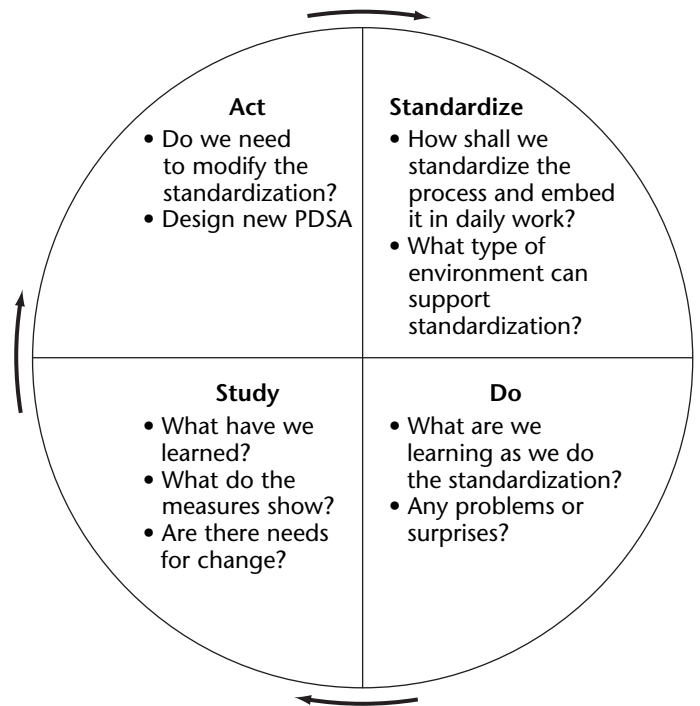 Act
• Do we need
to modify the
standardization?
• Design new PDSA
Standardize
• How shall we
standardize the
process and embed
it in daily work?
• What type of
environment can
support
standardization?
Study
• What have we
learned?
• What do the
measures show?
• Are there needs
for change?
Do
• What are we
learning as we do
the standardization?
• Any problems or
surprises?